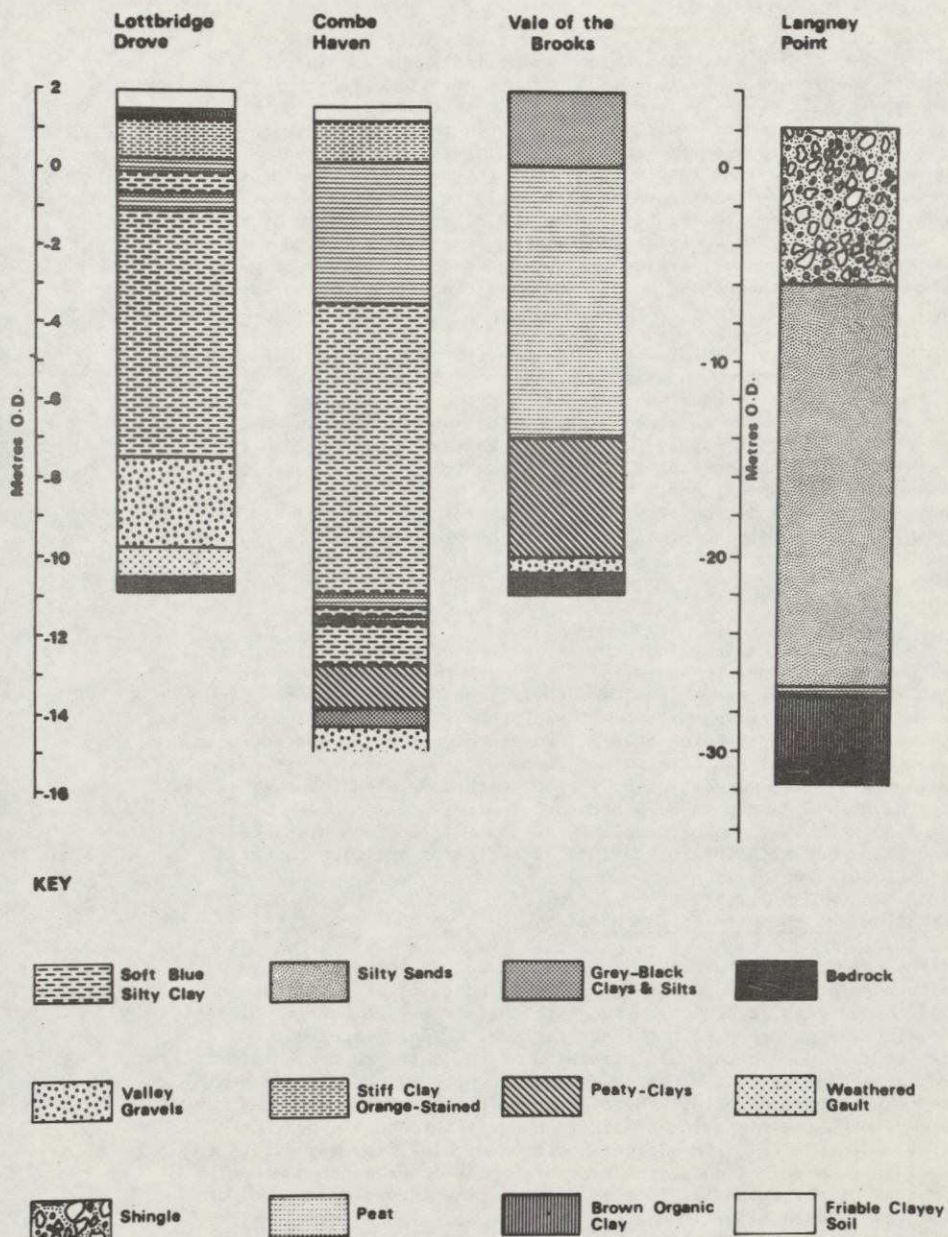 Lottbridge
Drove
Combe
Haven
Vale of the
Brooks
Langney
Point
Metres O.D.
2
0
-2
-4
-6
-8
-10
-12
-14
-16
Metres O.D.
0
-10
-20
-30
KEY
Soft Blue
Silty Clay
Silty Sands
Grey-Black
Clays & Silts
Bedrock
Valley
Gravels
Stiff Clay
Orange-Stained
Peaty-Clays
Weathered
Gault
Shingle
Peat
Brown Organic
Clay
Friable Clayey
Soil